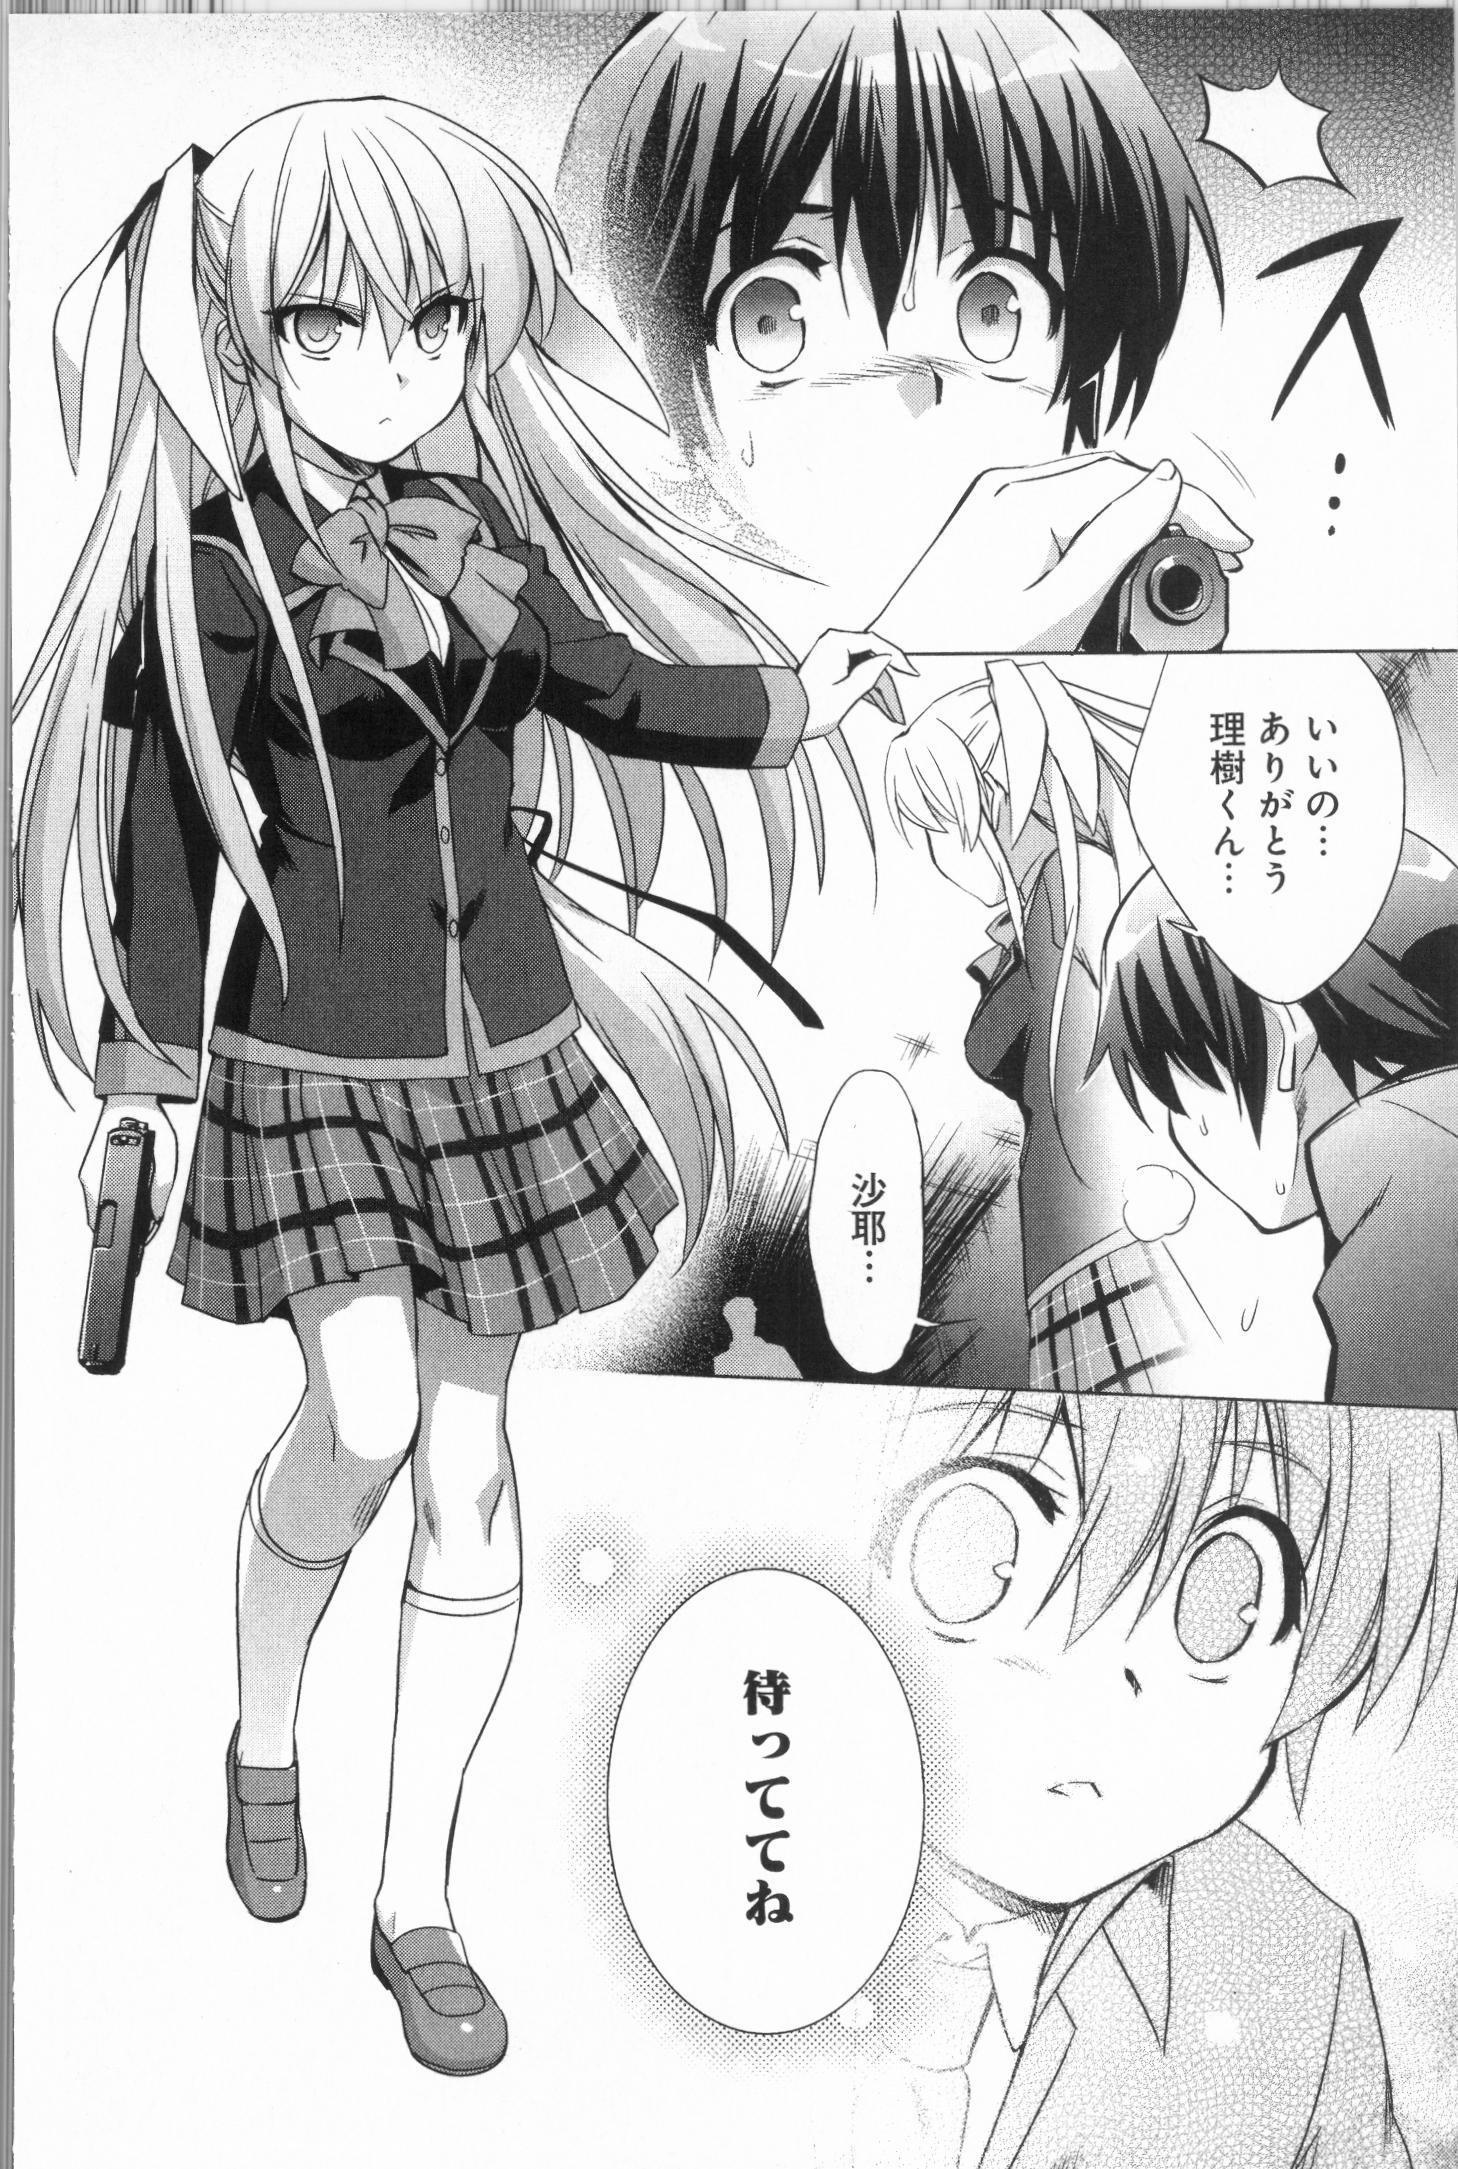 ス…
いいの…
ありがとう
理樹くん…
沙耶…
待っててね